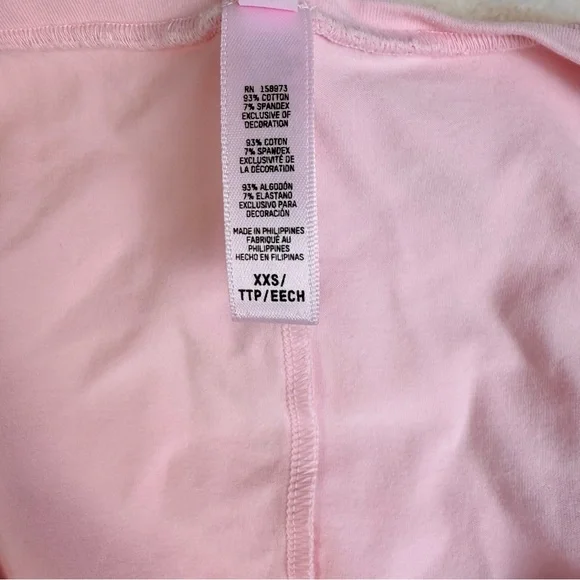 RN 158973
93% COTTON
7% SPANDEX
EXCLUSIVE OF
DECORATION
93% COTON
7% SPANDEX
EXCLUSIVITÉ DE
LA DÉCORATION
93% ALGODÓN
7% ELASTANO
EXCLUSIVO PARA
DECORACIÓN
MADE IN PHILIPPINES
FABRIQUÉ AU
PHILIPPINES
HECHO EN FILIPINAS
XXS/
TTP/EECH